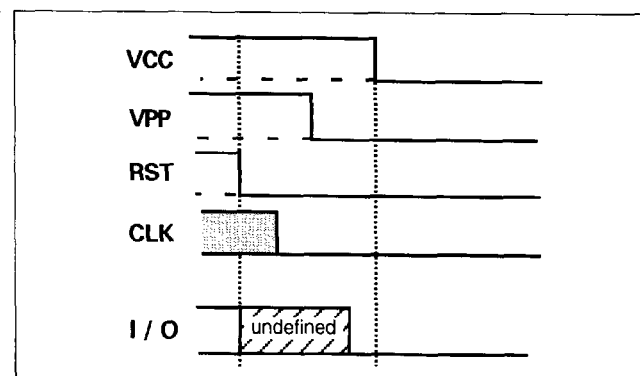 VCC
VPP
RST
CLK
I / O
undefined